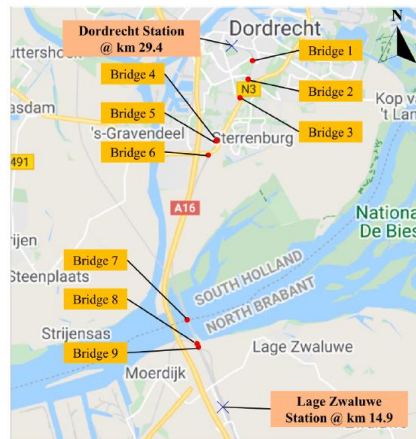 N
Dordrecht Station
@ km 29.4
Dordrecht
uttershoek
Bridge 1
Bridge 4
Bridge 2
N3
Kop van
't Lan
asdam
Bridge 5
's-Gravendeel
Bridge 3
Sterrenburg
491
Bridge 6
A16
Nationa
De Bies
rijen
Bridge 7
SOUTH HOLLAND
Steenplaats
Bridge 8
NORTH BRABANT
Strijensas
Bridge 9
Lage Zwaluwe
Moerdijk
Lage Zwaluwe
Station @ km 14.9